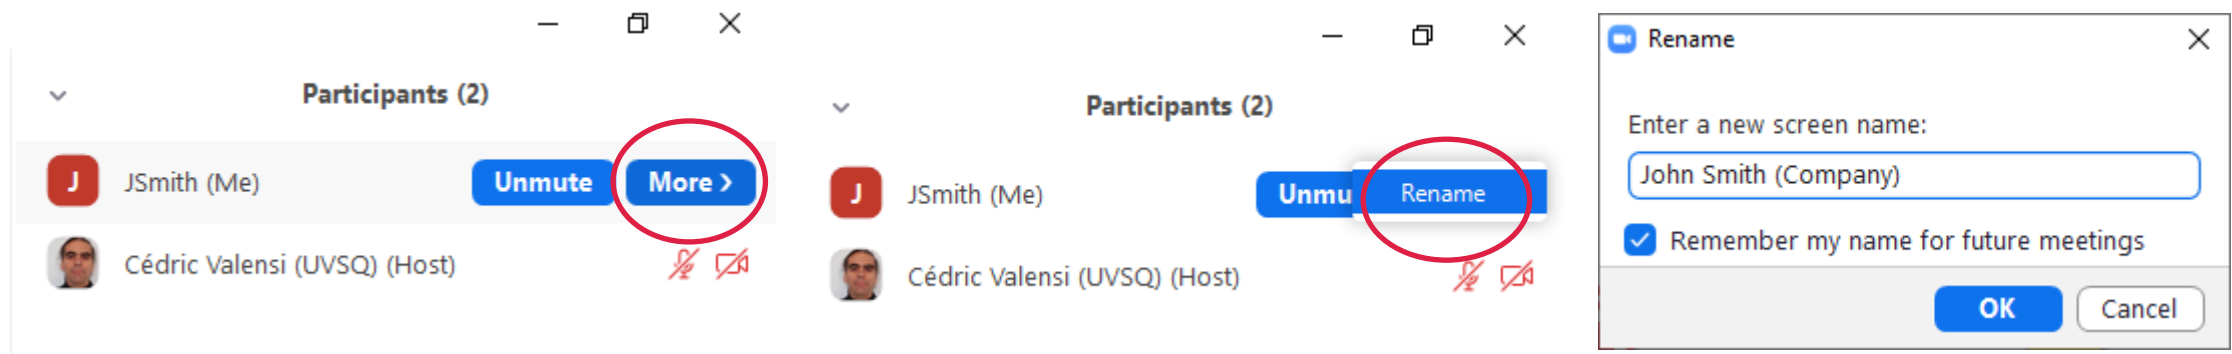 Participants (2)
J JSmith (Me) Unmute More >
Cédric Valensi (UVSQ) (Host)
Participants (2)
J JSmith (Me) Unmu Rename
Cédric Valensi (UVSQ) (Host)
Rename
Enter a new screen name:
John Smith (Company)
Remember my name for future meetings
OK Cancel